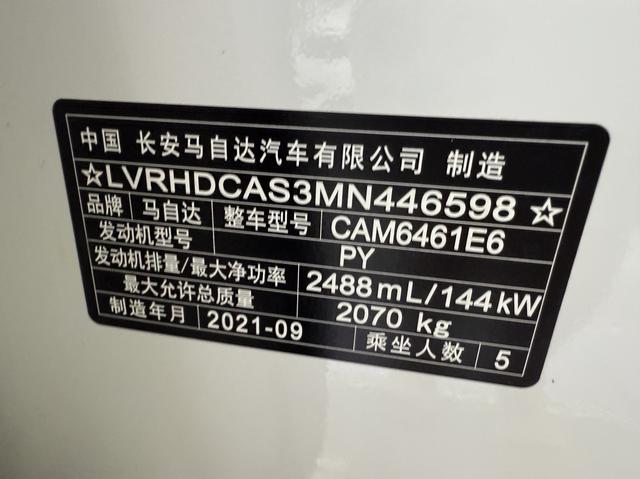 中国 长安马自达汽车有限公司 制造
☆LVRHDCAS3MN446598☆
品牌 马自达 整车型号 CAM6461E6
发动机型号 PY
发动机排量/最大净功率 2488mL/144kW
最大允许总质量 2070 kg
制造年月 2021-09 乘坐人数 5